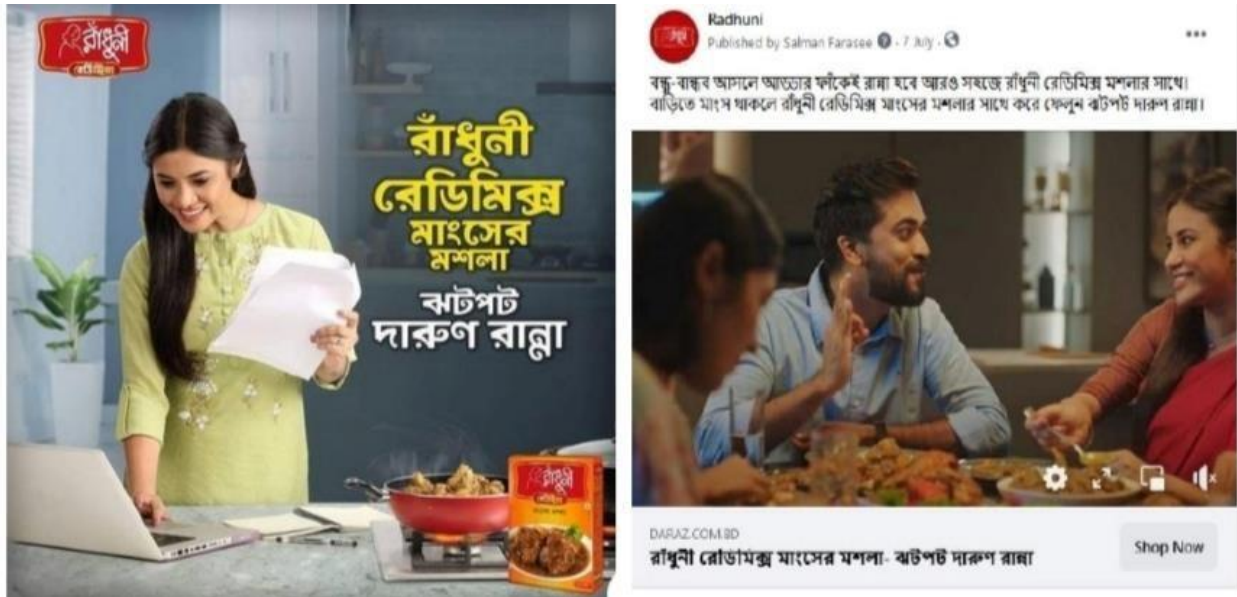 রাঁধুনী
রেডিমিক্স
রাঁধুনী
রেডিমিক্স
মাংসের
মশলা
ঝটপট
দারুণ রান্না
রাঁধুনী
Radhuni
Published by Salman Farasee · 7 July ·
বন্ধু-বান্ধব আসলে আড্ডার ফাঁকেই রান্না হবে আরও সহজে রাঁধুনী রেডিমিক্স মশলার সাথে।
বাড়িতে মাংস থাকলে রাঁধুনী রেডিমিক্স মাংসের মশলার সাথে করে ফেলুন ঝটপট দারুণ রান্না।
DARAZ.COM.BD
রাঁধুনী রেডিমিক্স মাংসের মশলা- ঝটপট দারুণ রান্না
Shop Now